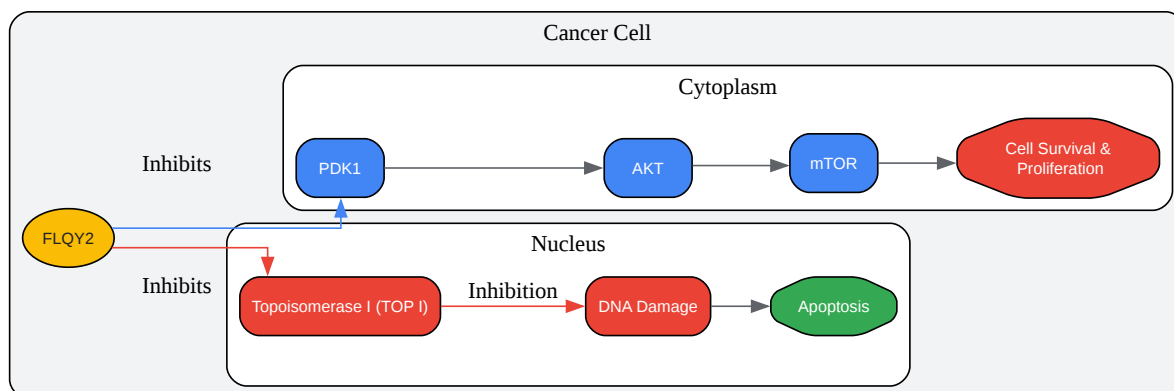 Cancer Cell
Cytoplasm
Inhibits
PDK1
AKT
mTOR
Cell Survival &
Proliferation
FLQY2
Nucleus
Inhibits
Topoisomerase I (TOP I)
Inhibition
DNA Damage
Apoptosis